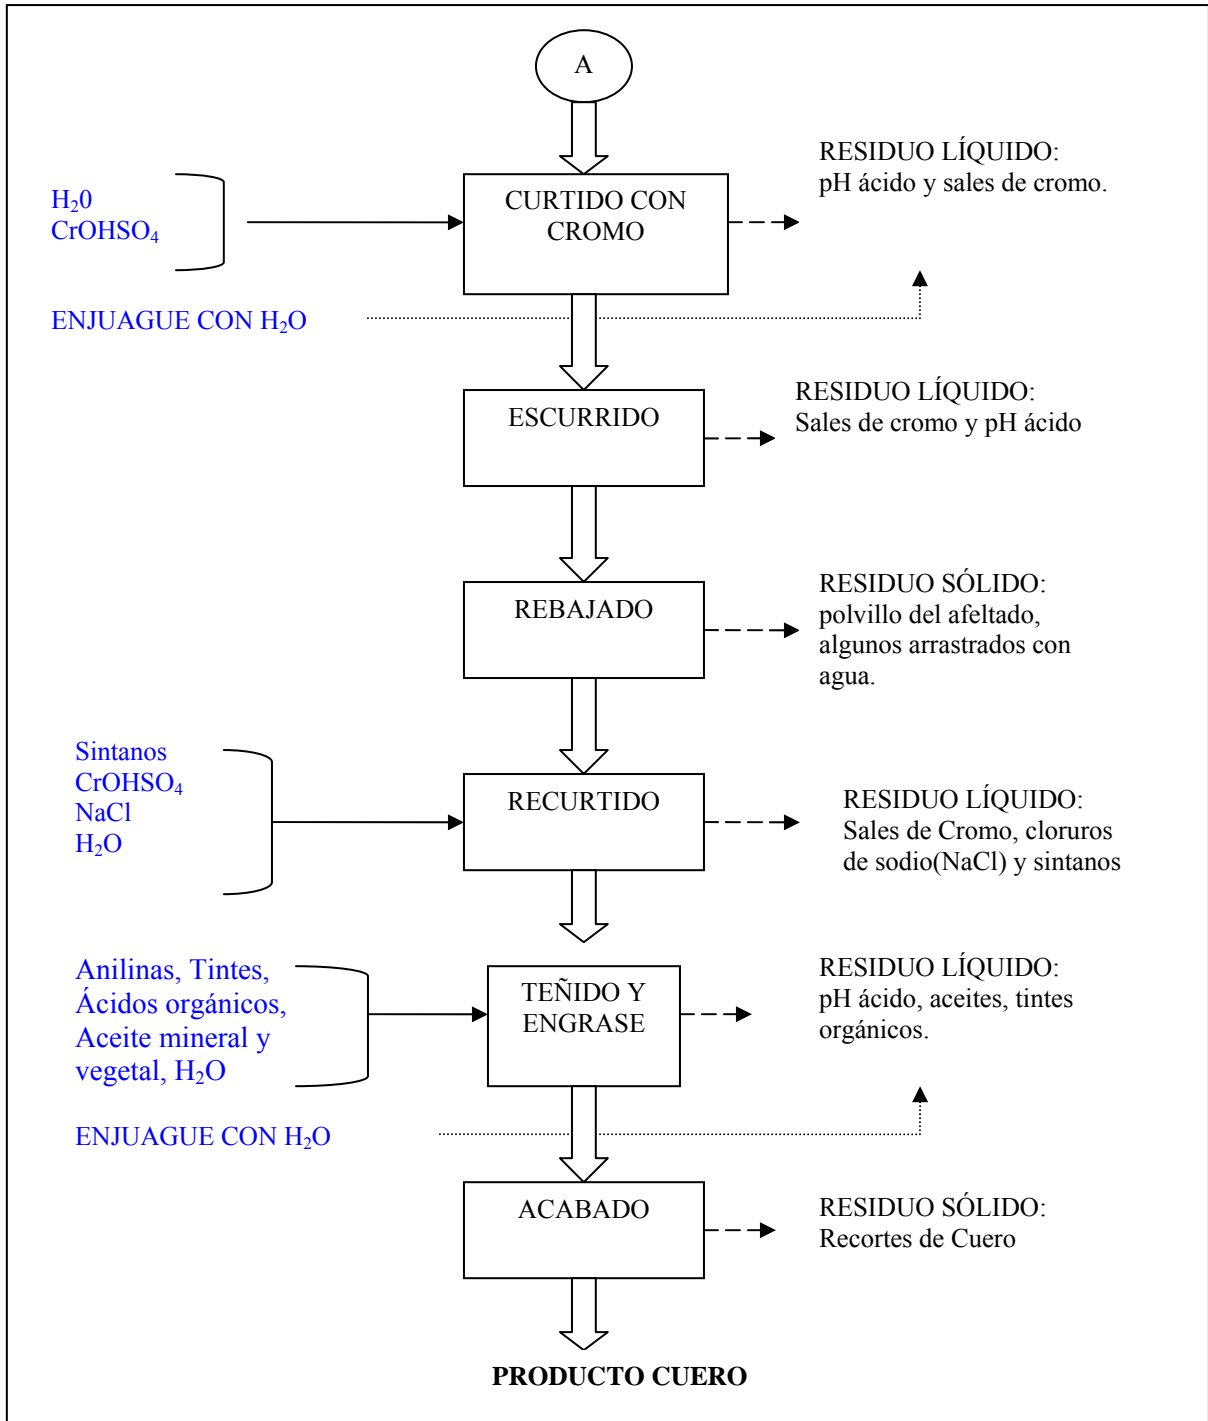 A
RESIDUO LÍQUIDO:
pH ácido y sales de cromo.
H₂0
CrOHSO₄
CURTIDO CON
CROMO
ENJUAGUE CON H₂O
ESCURRIDO
RESIDUO LÍQUIDO:
Sales de cromo y pH ácido
REBAJADO
RESIDUO SÓLIDO:
polvillo del afeltado,
algunos arrastrados con
agua.
Sintanos
CrOHSO₄
NaCl
H₂O
RECURTIDO
RESIDUO LÍQUIDO:
Sales de Cromo, cloruros
de sodio(NaCl) y sintanos
Anilinas, Tintes,
Ácidos orgánicos,
Aceite mineral y
vegetal, H₂O
TEÑIDO Y
ENGRASE
RESIDUO LÍQUIDO:
pH ácido, aceites, tintes
orgánicos.
ENJUAGUE CON H₂O
ACABADO
RESIDUO SÓLIDO:
Recortes de Cuero
PRODUCTO CUERO